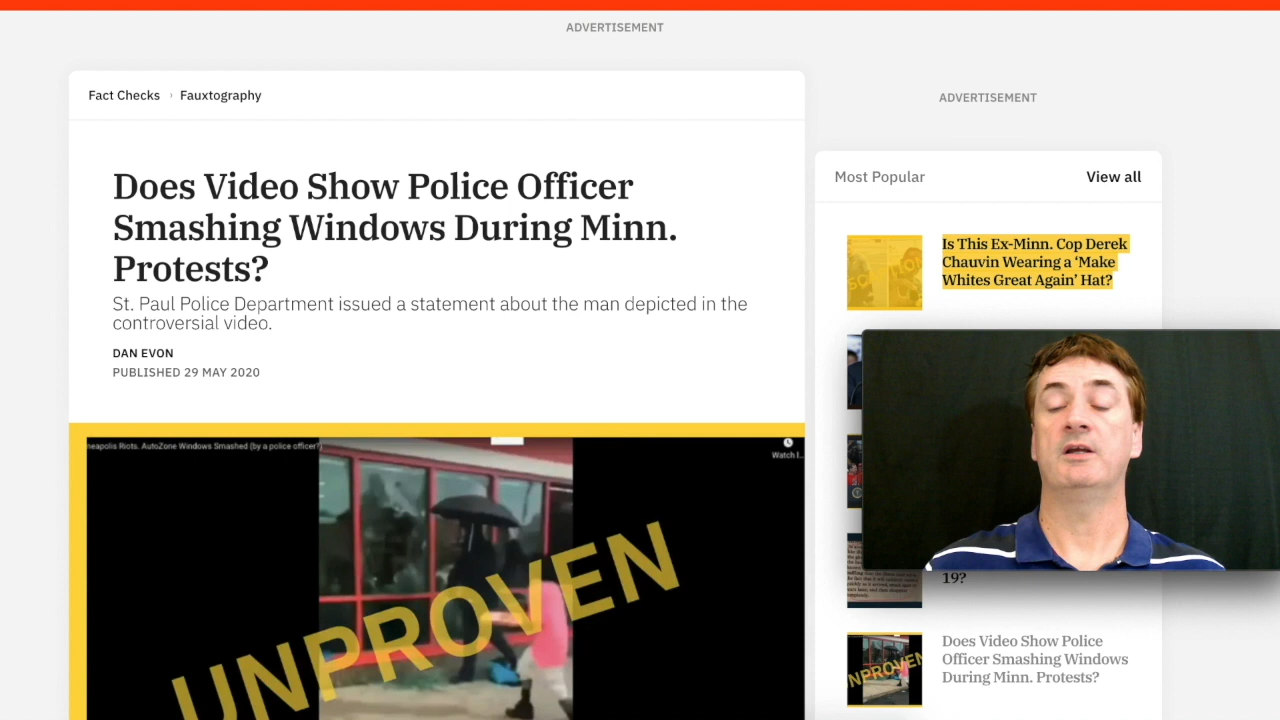 ADVERTISEMENT
Fact Checks › Fauxtography
ADVERTISEMENT
Does Video Show Police Officer
Smashing Windows During Minn.
Protests?
St. Paul Police Department issued a statement about the man depicted in the
controversial video.
DAN EVON
PUBLISHED 29 MAY 2020
neapolis Riots. AutoZone Windows Smashed (by a police officer?)
Watch l...
UNPROVEN
Most Popular
View all
Is This Ex-Minn. Cop Derek
Chauvin Wearing a ‘Make
Whites Great Again’ Hat?
19?
UNPROVEN
Does Video Show Police
Officer Smashing Windows
During Minn. Protests?